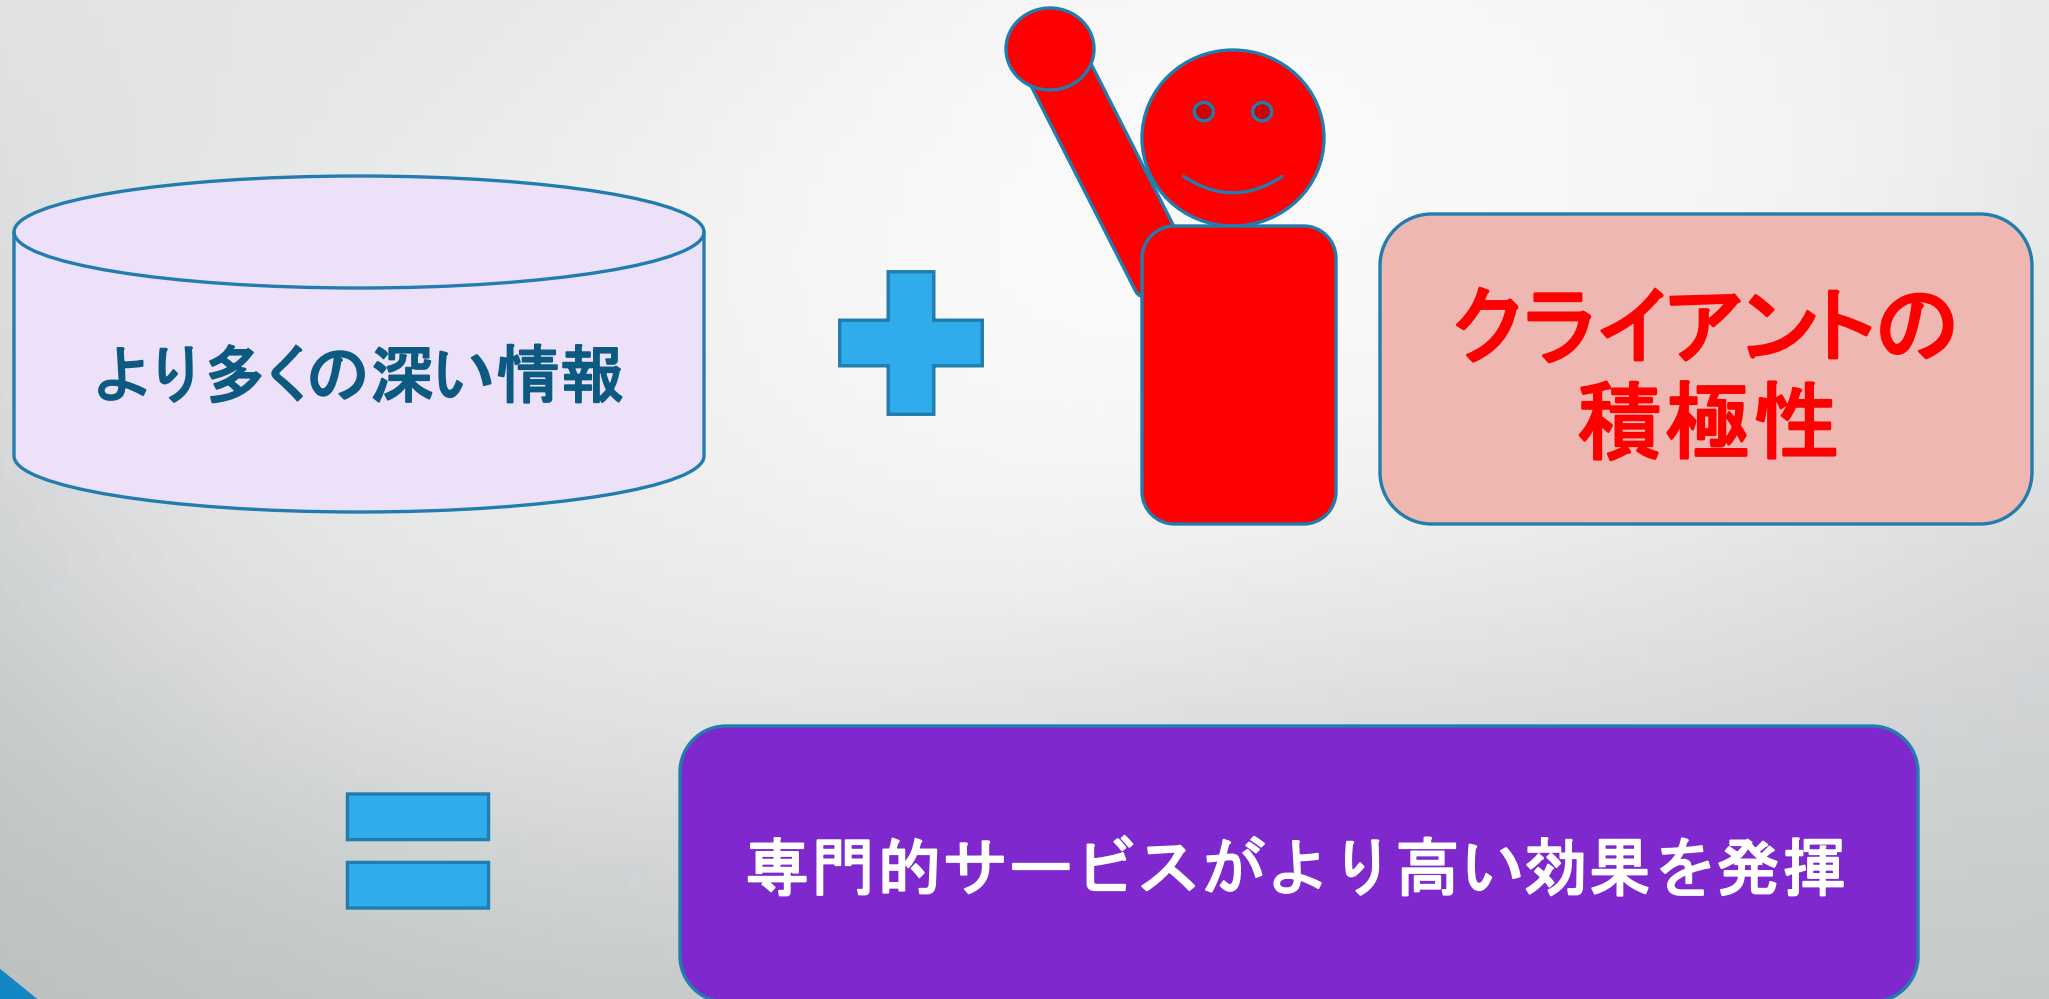 より多くの深い情報
クライアントの
積極性
専門的サービスがより高い効果を発揮